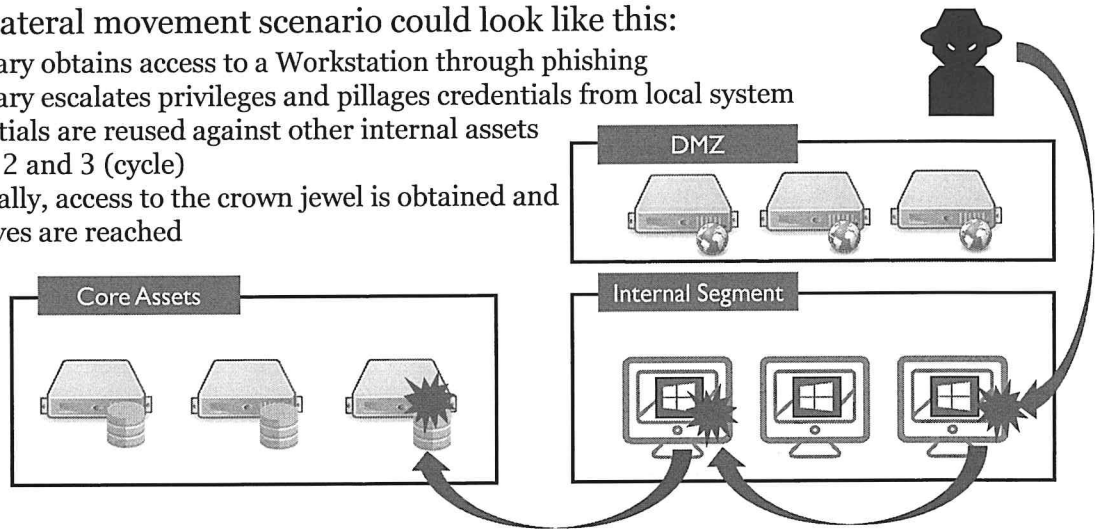 ateral movement scenario could look like this:
ary obtains access to a Workstation through phishing
ary escalates privileges and pillages credentials from local system
tials are reused against other internal assets
2 and 3 (cycle)
ally, access to the crown jewel is obtained and
ves are reached
DMZ
Core Assets
Internal Segment